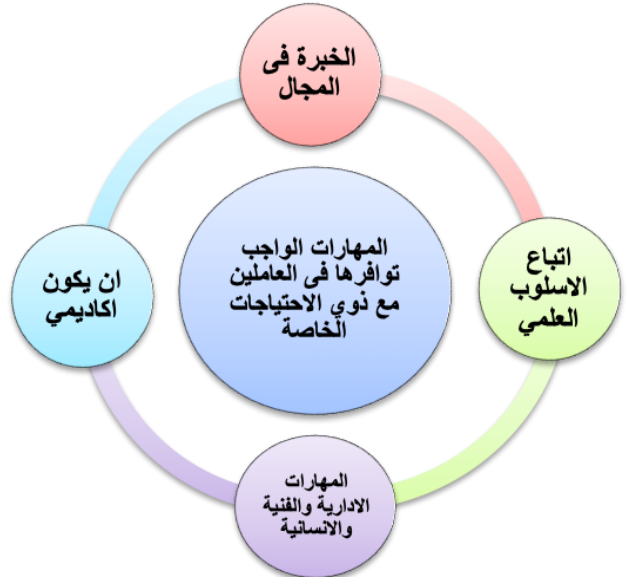 الخبرة فى
المجال
المهارات الواجب
توافرها فى العاملين
مع ذوي الاحتياجات
الخاصة
اتباع
الاسلوب
العلمي
ان يكون
اكاديمي
المهارات
الادارية والفنية
والانسانية